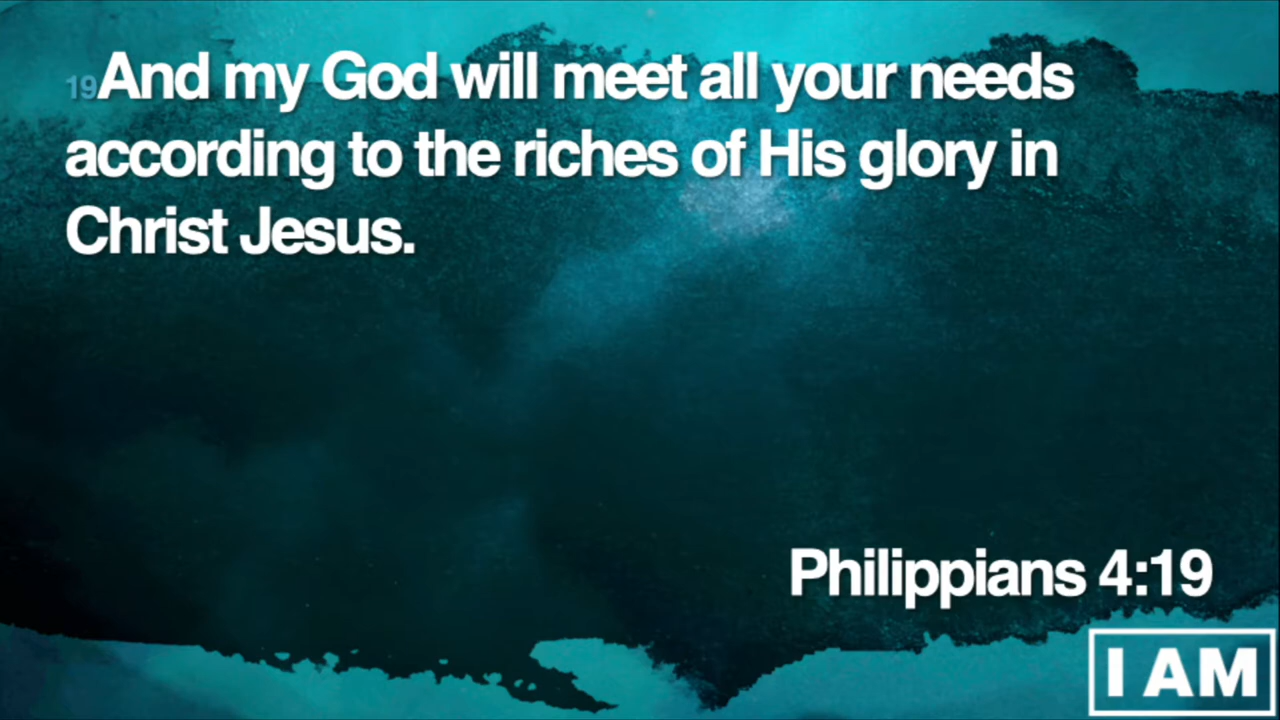 19And my God will meet all your needs
according to the riches of His glory in
Christ Jesus.
Philippians 4:19
I AM